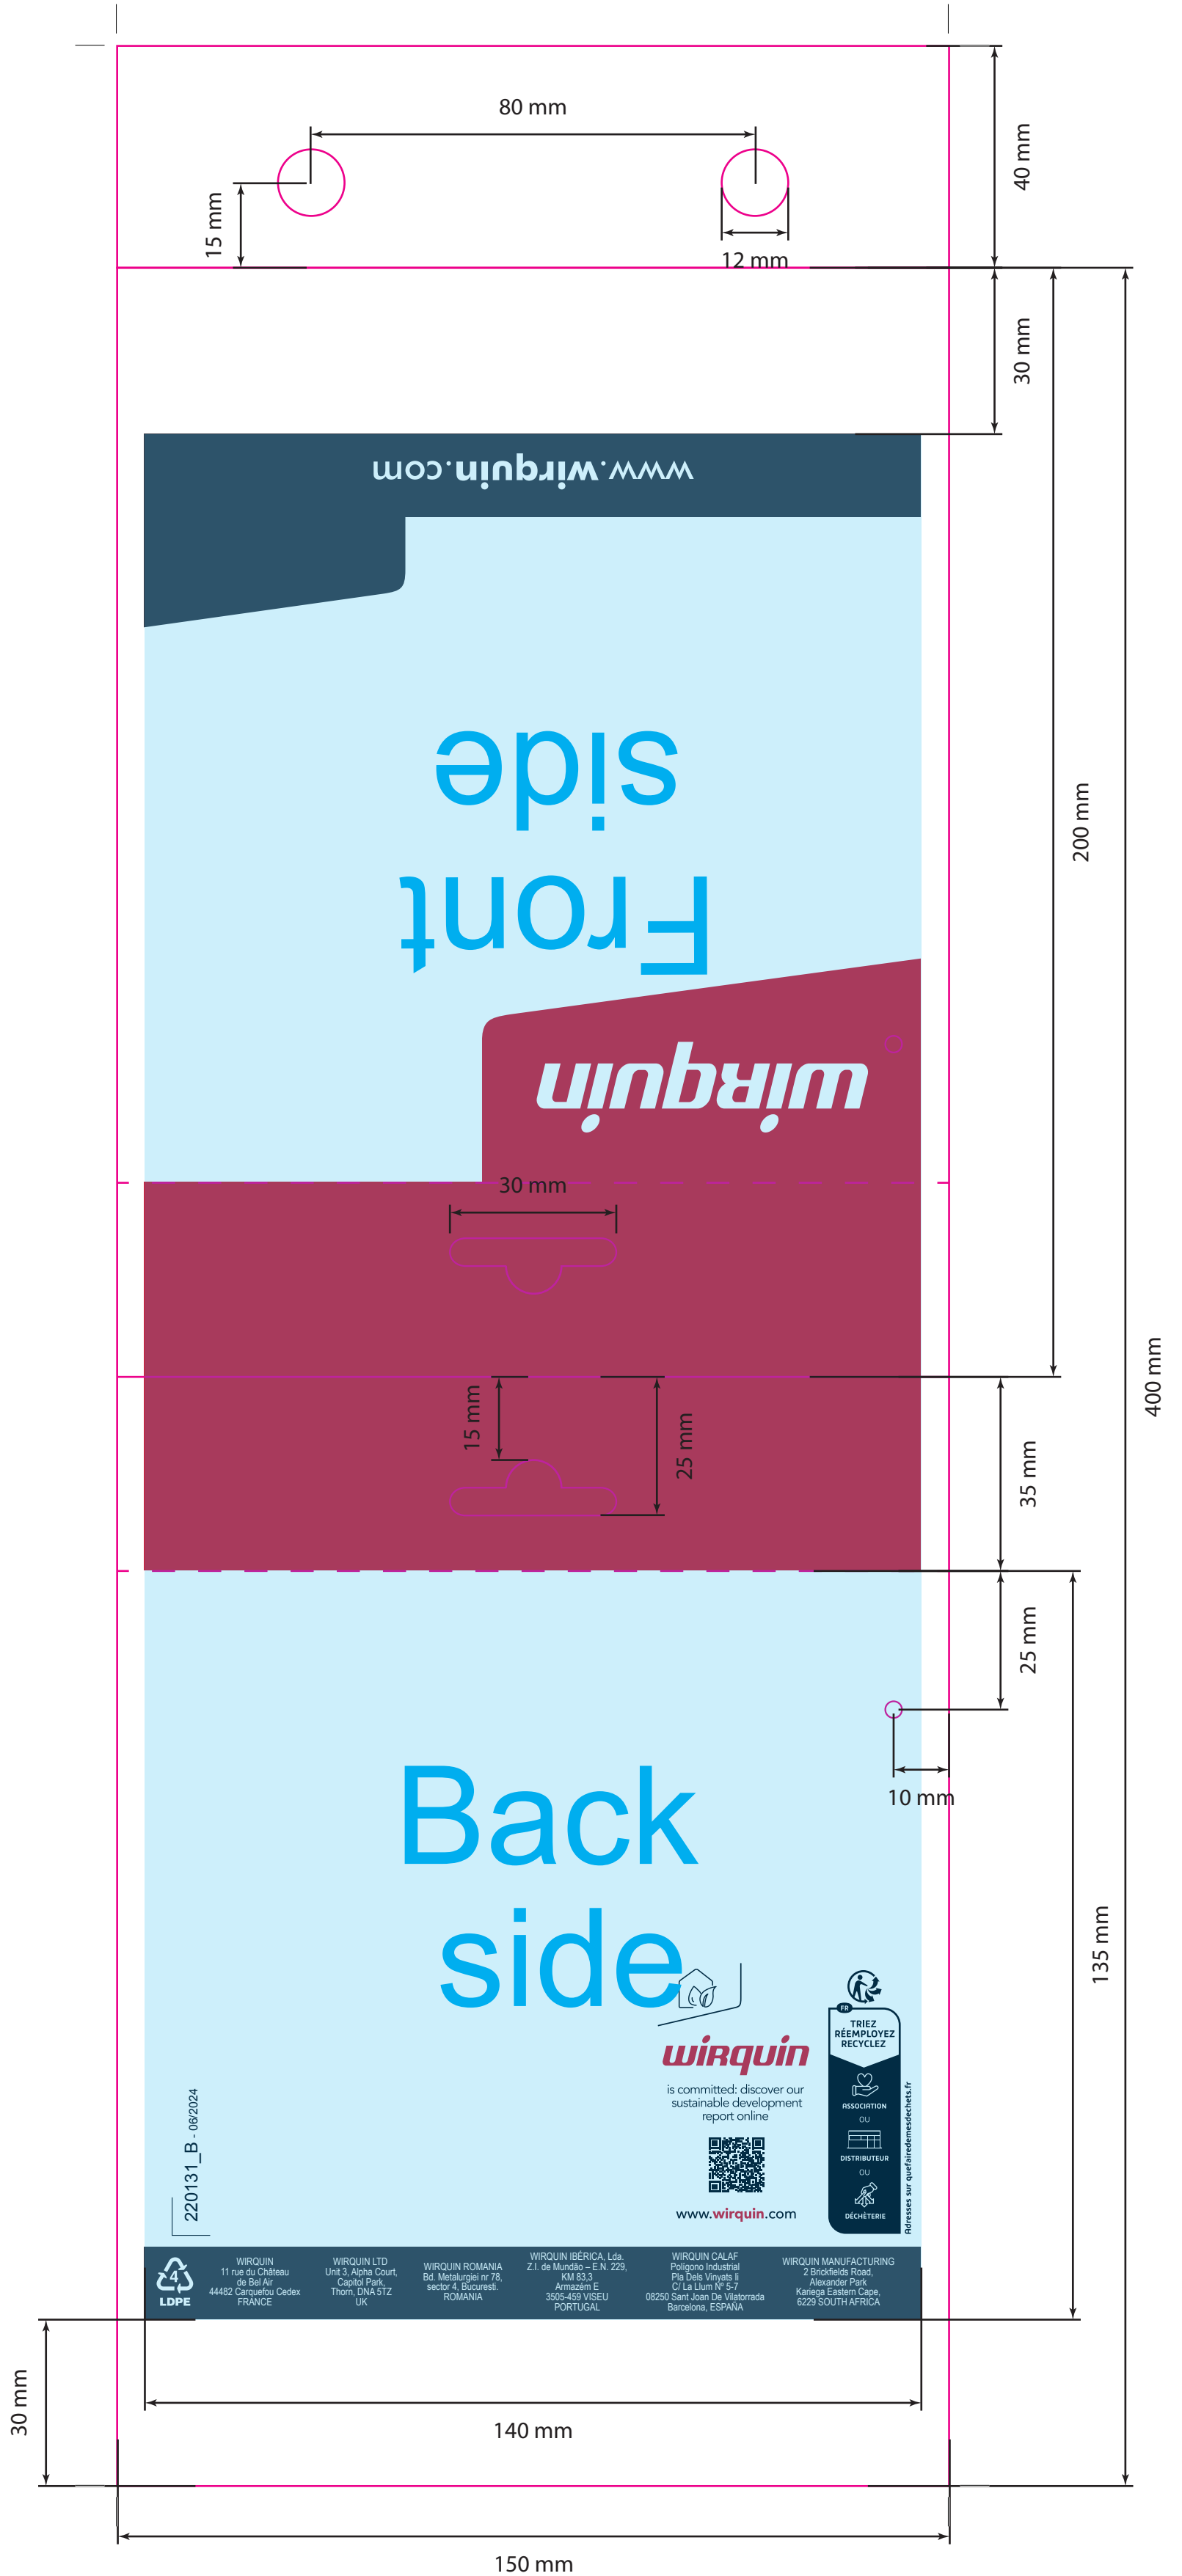 80 mm
40 mm
15 mm
12 mm
30 mm
www.wirquin.com
Front
side
200 mm
wirquin
30 mm
400 mm
15 mm
25 mm
35 mm
25 mm
10 mm
Back
side
135 mm
wirquin
is committed: discover our
sustainable development
report online
www.wirquin.com
FR
TRIEZ
RÉEMPLOYEZ
RECYCLEZ
ASSOCIATION
OU
DISTRIBUTEUR
OU
DÉCHÈTERIE
Adresses sur quefairedemesdechets.fr
220131_B - 06/2024
4
LDPE
WIRQUIN
11 rue du Château
de Bel Air
44482 Carquefou Cedex
FRANCE
WIRQUIN LTD
Unit 3, Alpha Court,
Capitol Park,
Thorn, DNA 5TZ
UK
WIRQUIN ROMANIA
Bd. Metalurgiei nr 78,
sector 4, Bucuresti.
ROMANIA
WIRQUIN IBÉRICA, Lda.
Z.I. de Mundão – E.N. 229,
KM 83,3
Armazém E
3505-459 VISEU
PORTUGAL
WIRQUIN CALAF
Polígono Industrial
Pla Dels Vinyats Ii
C/ La Llum Nº 5-7
08250 Sant Joan De Vilatorrada
Barcelona, ESPAÑA
WIRQUIN MANUFACTURING
2 Brickfields Road,
Alexander Park
Kariega Eastern Cape,
6229 SOUTH AFRICA
30 mm
140 mm
150 mm